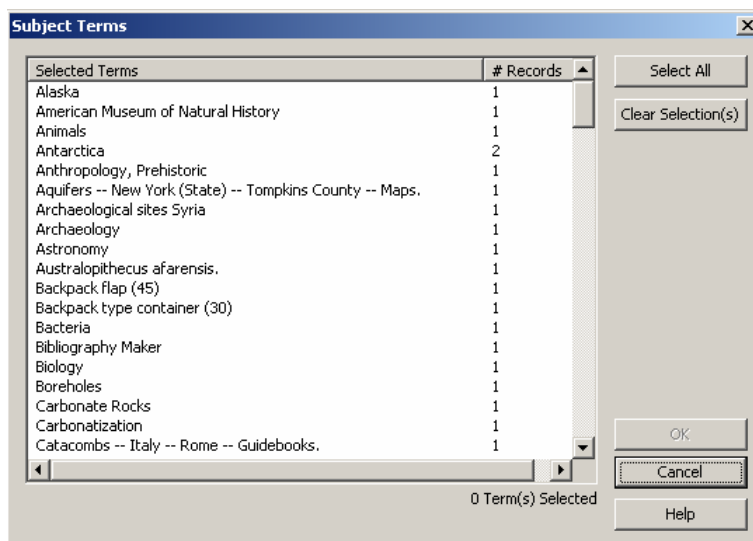 Subject Terms
Selected Terms # Records
Alaska 1
American Museum of Natural History 1
Animals 1
Antarctica 2
Anthropology, Prehistoric 1
Aquifers -- New York (State) -- Tompkins County -- Maps. 1
Archaeological sites Syria 1
Archaeology 1
Astronomy 1
Australopithecus afarensis. 1
Backpack flap (45) 1
Backpack type container (30) 1
Bacteria 1
Bibliography Maker 1
Biology 1
Boreholes 1
Carbonate Rocks 1
Carbonatization 1
Catacombs -- Italy -- Rome -- Guidebooks. 1
0 Term(s) Selected
Select All
Clear Selection(s)
OK
Cancel
Help